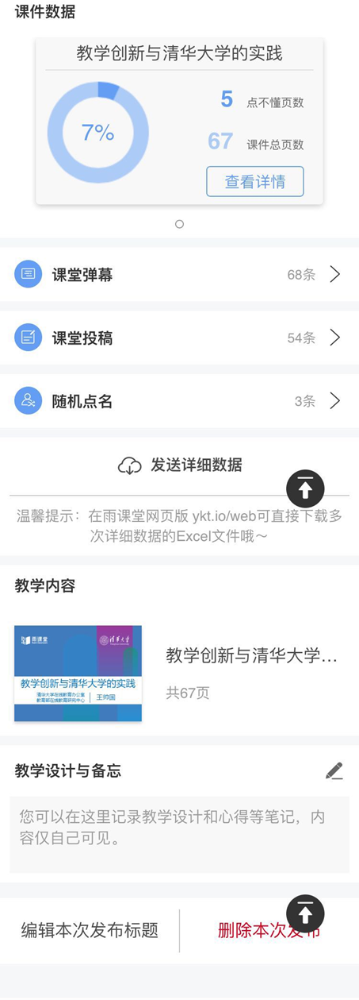 课件数据
教学创新与清华大学的实践
7%
5 点不懂页数
67 课件总页数
查看详情
课堂弹幕 68条
课堂投稿 54条
随机点名 3条
发送详细数据
温馨提示：在雨课堂网页版 ykt.io/web可直接下载多
次详细数据的Excel文件哦～
教学内容
雨课堂 清华大学
教学创新与清华大学的实践
清华大学在线教育办公室
教育部在线教育研究中心
王帅国
教学创新与清华大学...
共67页
教学设计与备忘
您可以在这里记录教学设计和心得等笔记，内
容仅自己可见。
编辑本次发布标题 删除本次发布